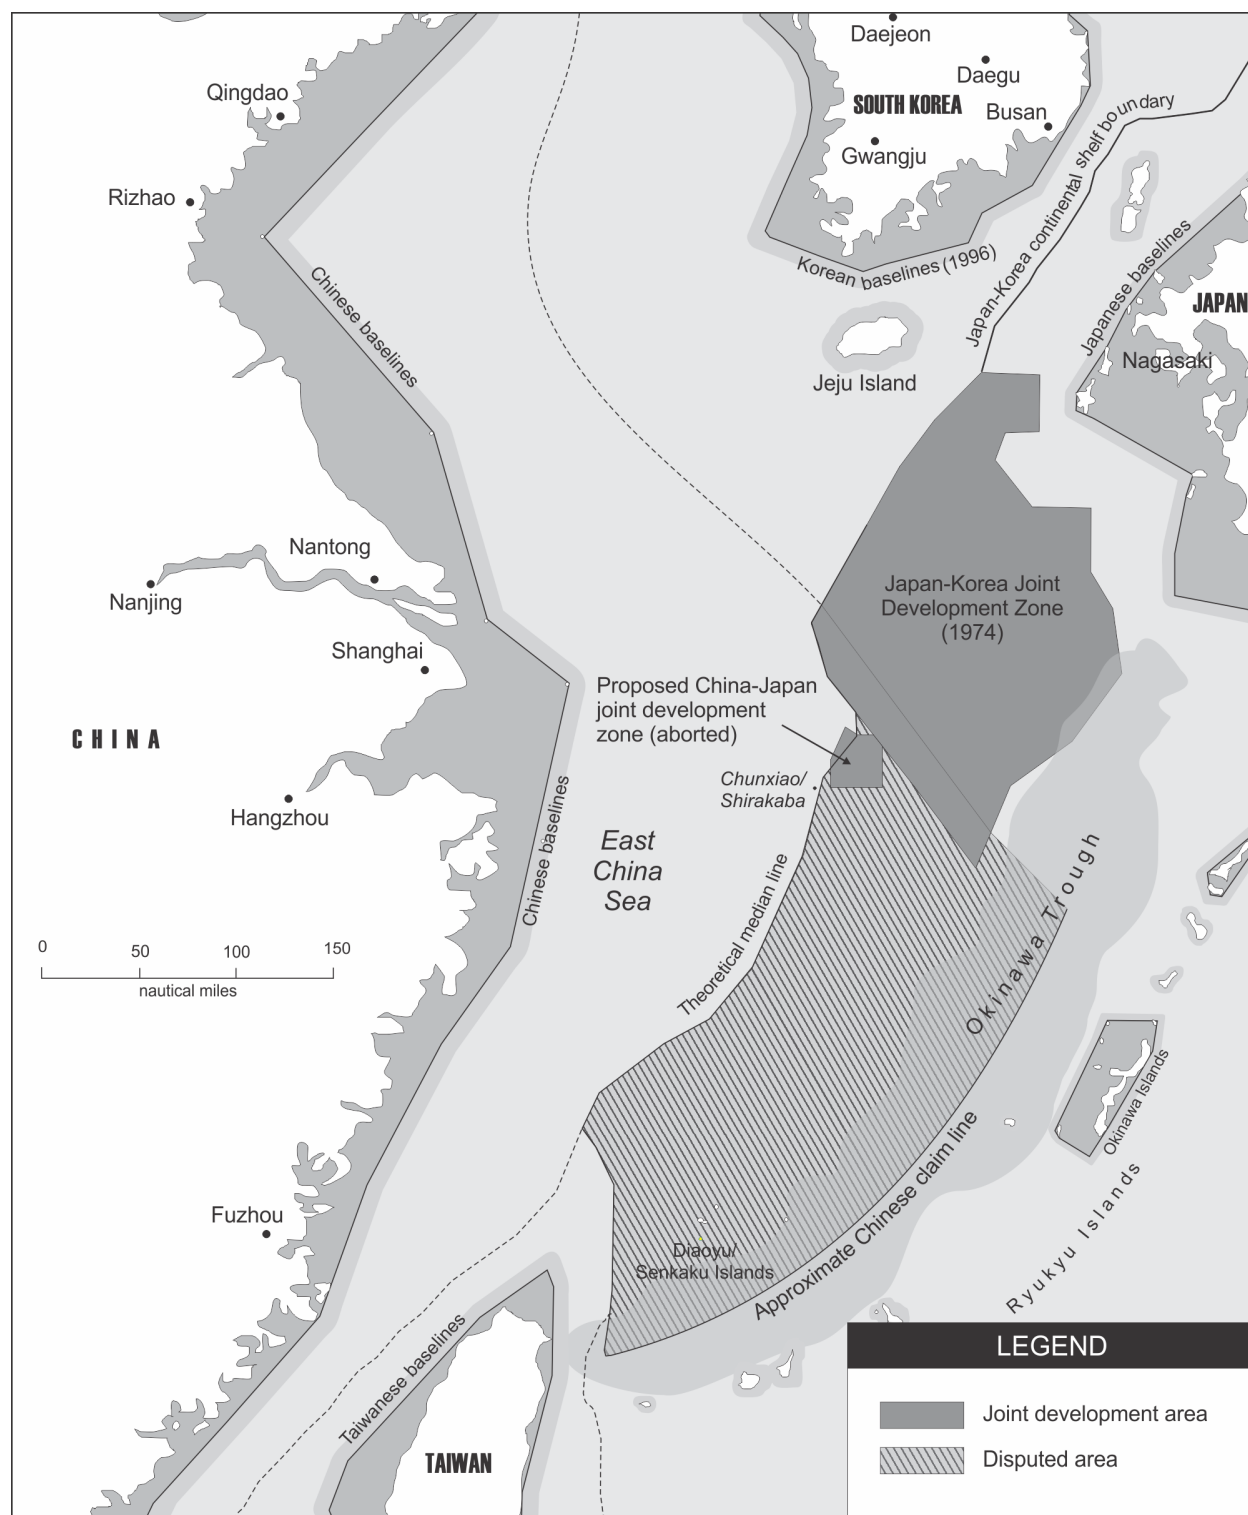 Daejeon
Daegu
Qingdao
SOUTH KOREA
Busan
Gwangju
Rizhao
Japan-Korea continental shelf boundary
Korean baselines (1996)
Japanese baselines
Chinese baselines
JAPAN
Nagasaki
Jeju Island
Nantong
Nanjing
Shanghai
Japan-Korea Joint
Development Zone
(1974)
Proposed China-Japan
joint development
zone (aborted)
CHINA
Chunxiao/
Shirakaba
Hangzhou
Chinese baselines
East
China
Sea
Theoretical median line
Okinawa Trough
0 50 100 150
nautical miles
Okinawa Islands
Approximate Chinese claim line
Ryukyu Islands
Fuzhou
Diaoyu/
Senkaku Islands
Taiwanese baselines
TAIWAN
LEGEND
Joint development area
Disputed area